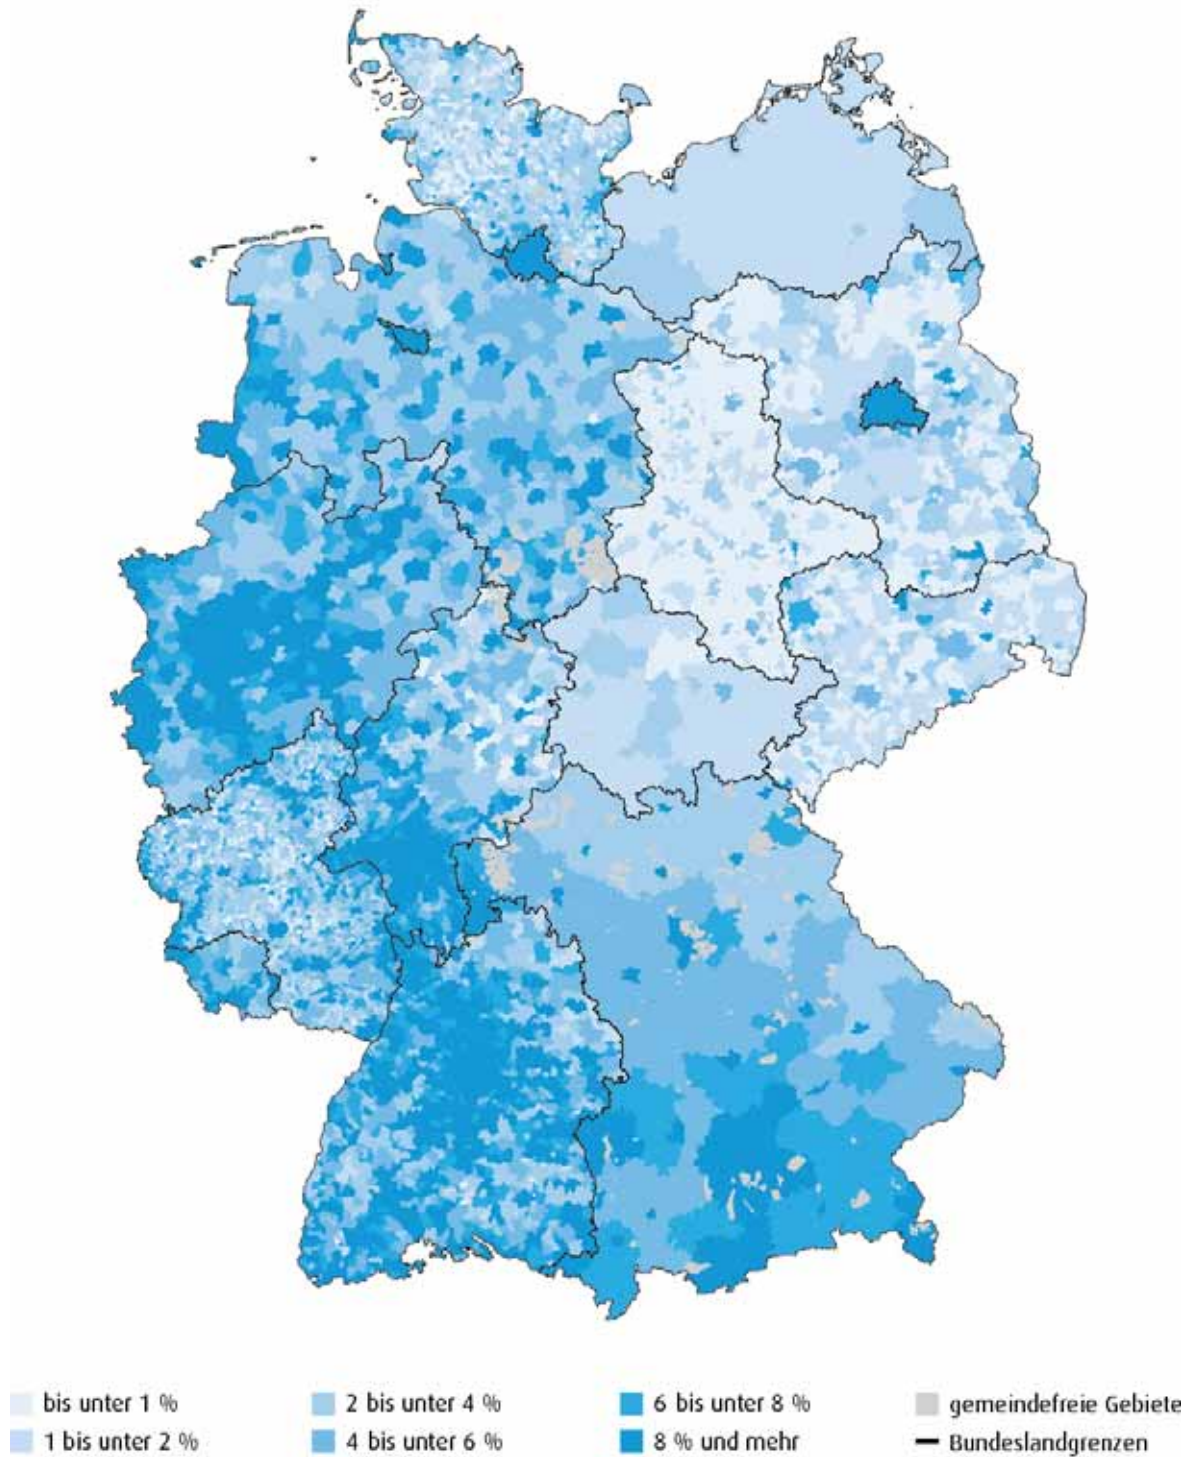 bis unter 1 %
1 bis unter 2 %
2 bis unter 4 %
4 bis unter 6 %
6 bis unter 8 %
8 % und mehr
gemeindefreie Gebiete
Bundeslandgrenzen